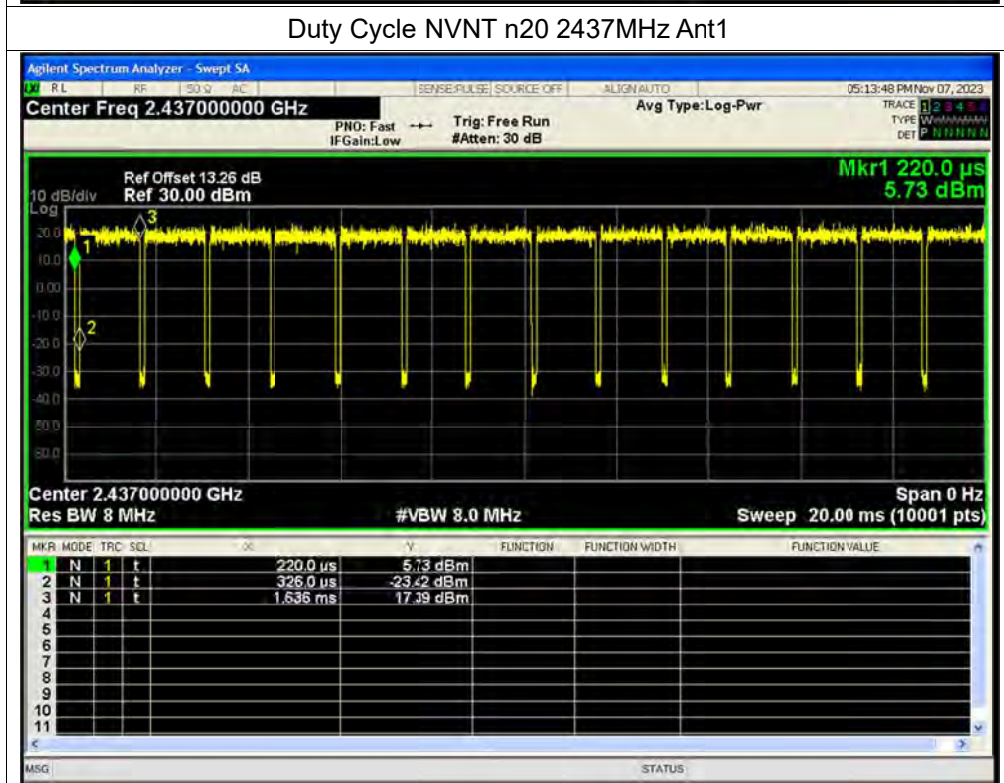 Duty Cycle NVNT n20 2437MHz Ant1
Agilent Spectrum Analyzer - Swept SA
RL RF 50 Ω AC SENSE:PULSE SOURCE OFF ALIGN AUTO 05:13:48 PM Nov 07, 2023
Center Freq 2.437000000 GHz Avg Type:Log-Pwr TRACE 1 2 3 4 5 6
PNO: Fast Trig: Free Run TYPE W
IFGain:Low #Atten: 30 dB DET P N N N N N
Mkr1 220.0 µs
Ref Offset 13.26 dB
10 dB/div Ref 30.00 dBm 5.73 dBm
Log
3
20.0
1
10.0
0.00
-10.0
2
-20.0
-30.0
-40.0
-50.0
-60.0
Center 2.437000000 GHz Span 0 Hz
Res BW 8 MHz #VBW 8.0 MHz Sweep 20.00 ms (10001 pts)
MKR MODE TRC SCL X Y FUNCTION FUNCTION WIDTH FUNCTION VALUE
1 N 1 t 220.0 µs 5.73 dBm
2 N 1 t 326.0 µs -23.42 dBm
3 N 1 t 1.636 ms dBm
4
5
6
7
8
9
10
11
MSG STATUS